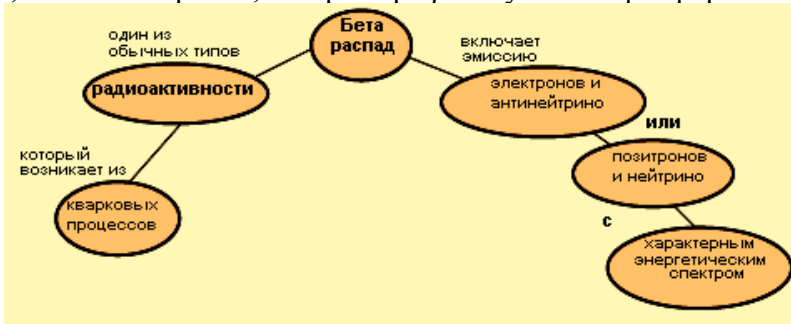 Бета
распад
один из
обычных типов
радиоактивности
который
возникает из
кварковых
процессов
включает
эмиссию
электронов и
антинейтрино
или
позитронов
и нейтрино
с
характерным
энергетическим
спектром